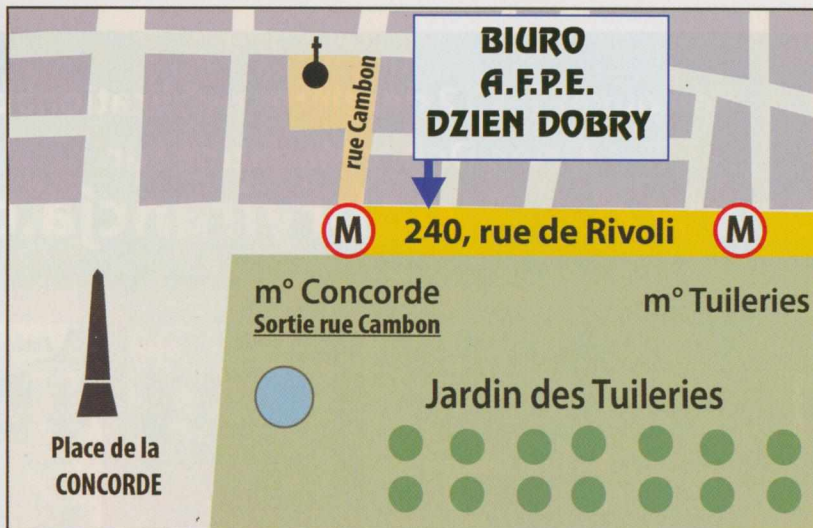 BIURO
A.F.P.E.
DZIEN DOBRY
rue Cambon
M 240, rue de Rivoli M
m° Concorde
Sortie rue Cambon
m° Tuileries
Jardin des Tuileries
Place de la
CONCORDE